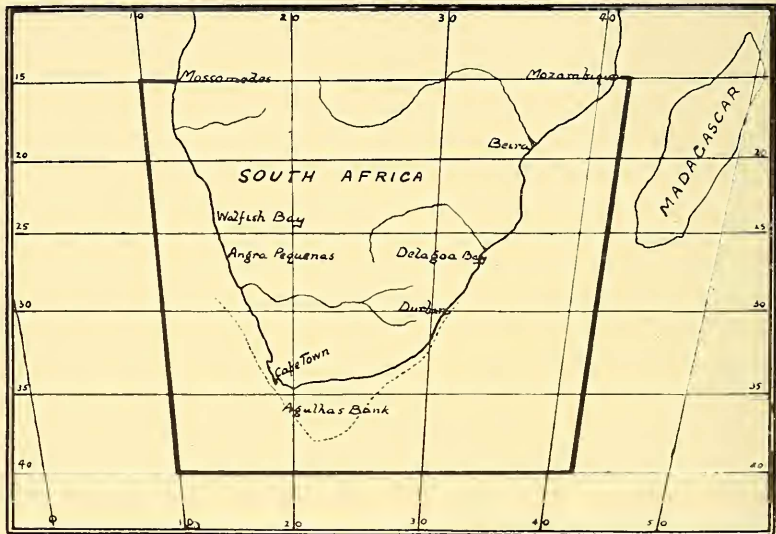 10 20 30 40
15 Mossamedes Mozambique 15
Beira
20 20
SOUTH AFRICA
MADAGASCAR
Walfish Bay
25 25
Angra Pequenas Delagoa Bay
30 Durban 30
Cape Town
35 35
Agulhas Bank
40 40
0 10 20 30 40 50